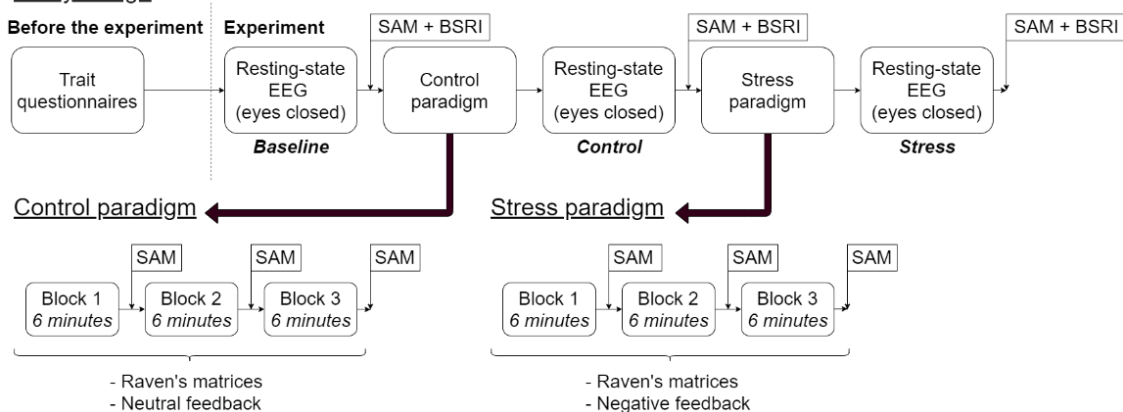 Before the experiment
Experiment
SAM + BSRI
SAM + BSRI
SAM + BSRI
Trait
questionnaires
Resting-state
EEG
(eyes closed)
Control
paradigm
Resting-state
EEG
(eyes closed)
Stress
paradigm
Resting-state
EEG
(eyes closed)
Baseline
Control
Stress
Control paradigm
Stress paradigm
SAM
SAM
SAM
SAM
SAM
SAM
Block 1
6 minutes
Block 2
6 minutes
Block 3
6 minutes
Block 1
6 minutes
Block 2
6 minutes
Block 3
6 minutes
- Raven's matrices
- Neutral feedback
- Raven's matrices
- Negative feedback